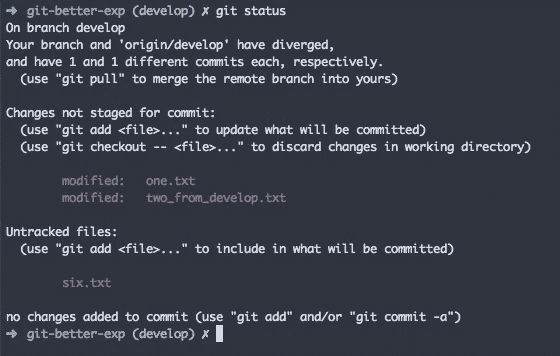 ➜ git-better-exp (develop) ✗ git status
On branch develop
Your branch and 'origin/develop' have diverged,
and have 1 and 1 different commits each, respectively.
  (use "git pull" to merge the remote branch into yours)

Changes not staged for commit:
  (use "git add <file>..." to update what will be committed)
  (use "git checkout -- <file>..." to discard changes in working directory)

        modified:   one.txt
        modified:   two_from_develop.txt

Untracked files:
  (use "git add <file>..." to include in what will be committed)

        six.txt

no changes added to commit (use "git add" and/or "git commit -a")
➜ git-better-exp (develop) ✗